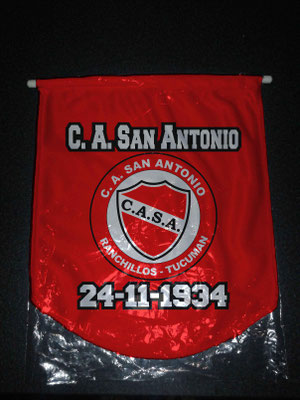 C. A. SAN ANTONIO
C. A. SAN ANTONIO
C.A.S.A.
RANCHILLOS - TUCUMAN
24-11-1934